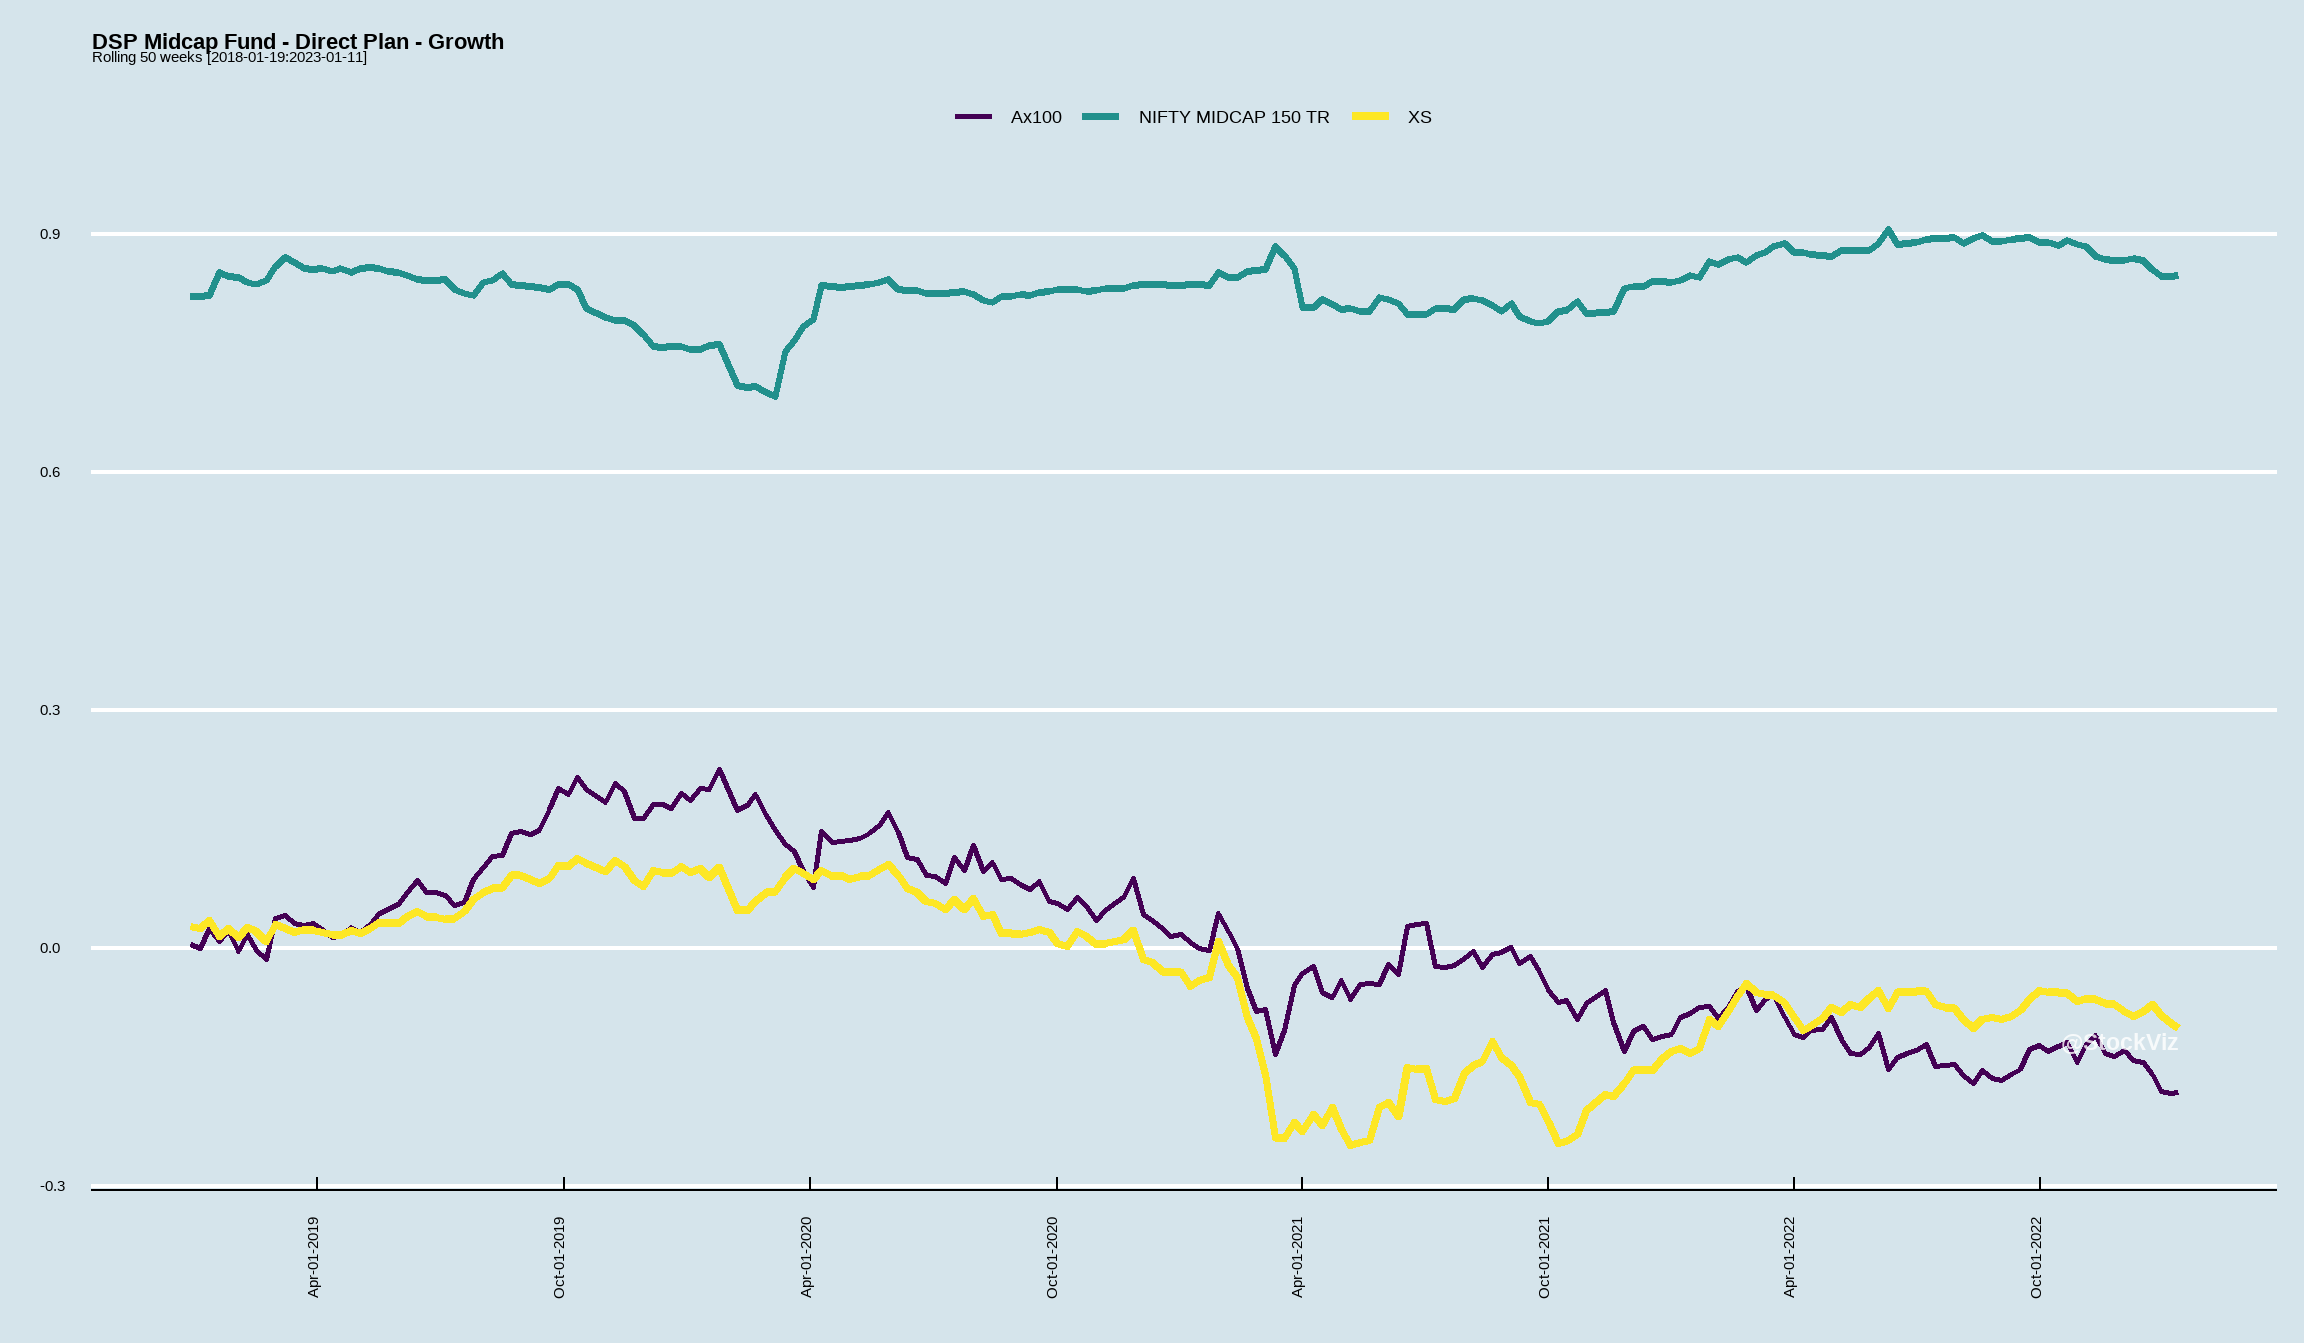 DSP Midcap Fund - Direct Plan - Growth
Rolling 50 weeks [2018-01-19:2023-01-11]
Ax100 NIFTY MIDCAP 150 TR XS
0.9
0.6
0.3
0.0
@StockViz
-0.3
Apr-01-2019 Oct-01-2019 Apr-01-2020 Oct-01-2020 Apr-01-2021 Oct-01-2021 Apr-01-2022 Oct-01-2022